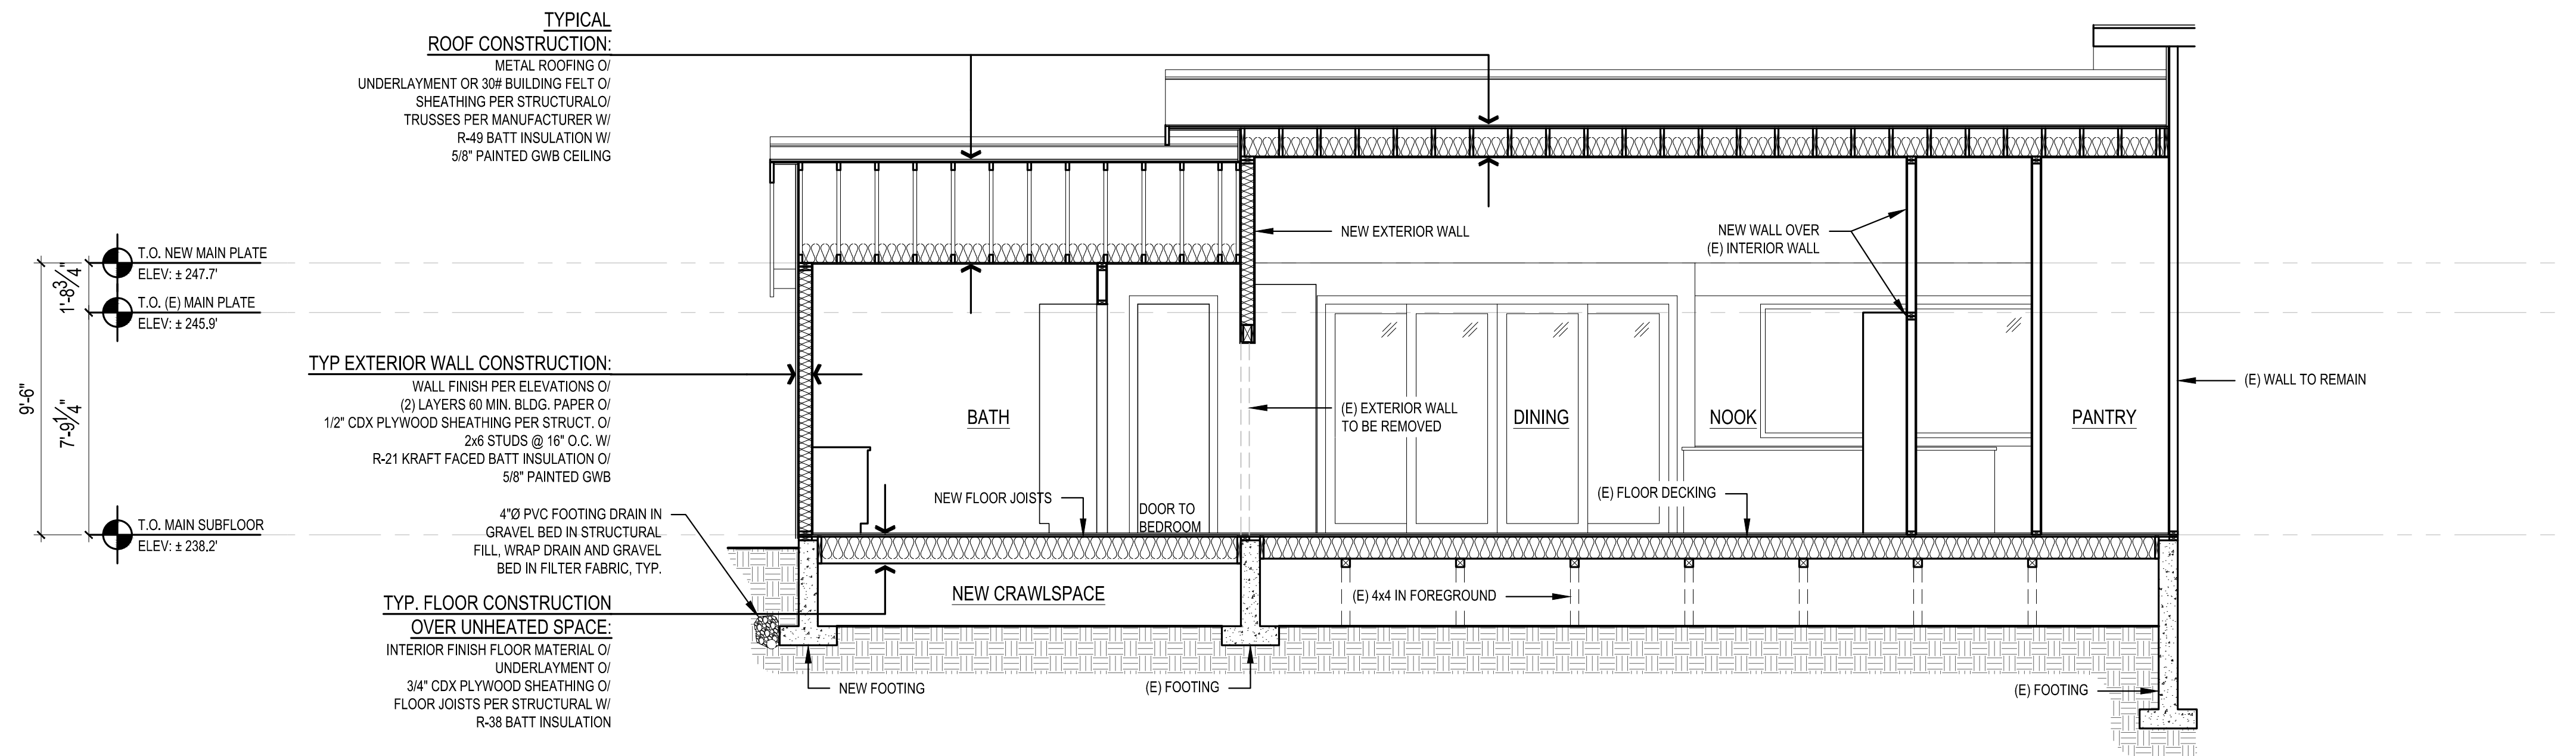 TYPICAL
ROOF CONSTRUCTION:
METAL ROOFING O/
UNDERLAYMENT OR 30# BUILDING FELT O/
SHEATHING PER STRUCTURALO/
TRUSSES PER MANUFACTURER W/
R-49 BATT INSULATION W/
5/8" PAINTED GWB CEILING
T.O. NEW MAIN PLATE
ELEV: ± 247.7'
T.O. (E) MAIN PLATE
ELEV: ± 245.9'
1'-8 3/4"
9'-6"
7'-9 1/4"
TYP EXTERIOR WALL CONSTRUCTION:
WALL FINISH PER ELEVATIONS O/
(2) LAYERS 60 MIN. BLDG. PAPER O/
1/2" CDX PLYWOOD SHEATHING PER STRUCT. O/
2x6 STUDS @ 16" O.C. W/
R-21 KRAFT FACED BATT INSULATION O/
5/8" PAINTED GWB
T.O. MAIN SUBFLOOR
ELEV: ± 238.2'
4"Ø PVC FOOTING DRAIN IN
GRAVEL BED IN STRUCTURAL
FILL, WRAP DRAIN AND GRAVEL
BED IN FILTER FABRIC, TYP.
TYP. FLOOR CONSTRUCTION
OVER UNHEATED SPACE:
INTERIOR FINISH FLOOR MATERIAL O/
UNDERLAYMENT O/
3/4" CDX PLYWOOD SHEATHING O/
FLOOR JOISTS PER STRUCTURAL W/
R-38 BATT INSULATION
NEW EXTERIOR WALL
NEW WALL OVER
(E) INTERIOR WALL
(E) WALL TO REMAIN
BATH
(E) EXTERIOR WALL
TO BE REMOVED
DINING
NOOK
PANTRY
NEW FLOOR JOISTS
DOOR TO
BEDROOM
(E) FLOOR DECKING
NEW CRAWLSPACE
(E) 4x4 IN FOREGROUND
NEW FOOTING
(E) FOOTING
(E) FOOTING